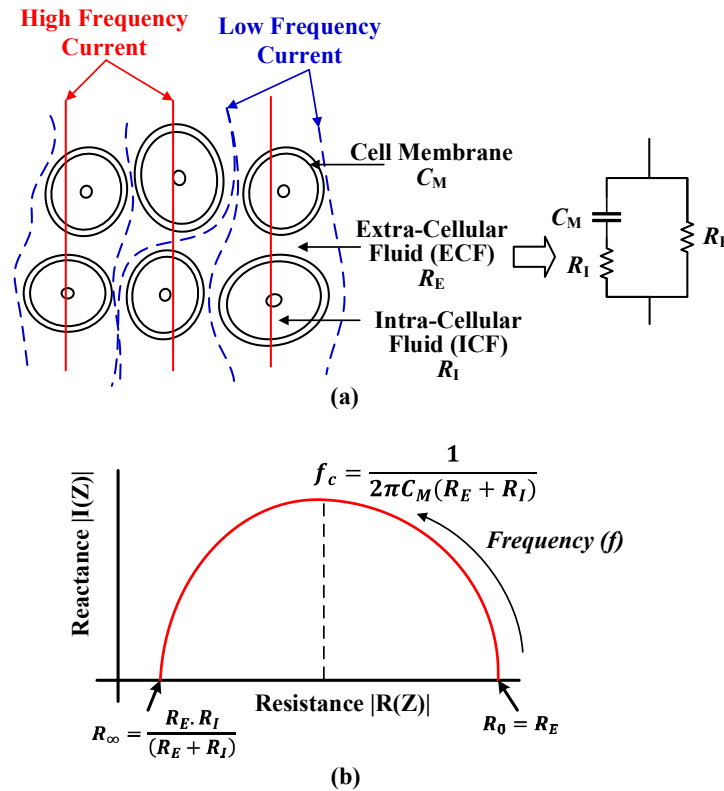 High Frequency
Current
Low Frequency
Current
Cell Membrane
C_M
Extra-Cellular
Fluid (ECF)
R_E
Intra-Cellular
Fluid (ICF)
R_I
C_M
R_I
R_E
(a)
f_c = 1 / 2πC_M(R_E + R_I)
Frequency (f)
Reactance |I(Z)|
Resistance |R(Z)|
R_∞ = R_E. R_I / (R_E + R_I)
R_0 = R_E
(b)